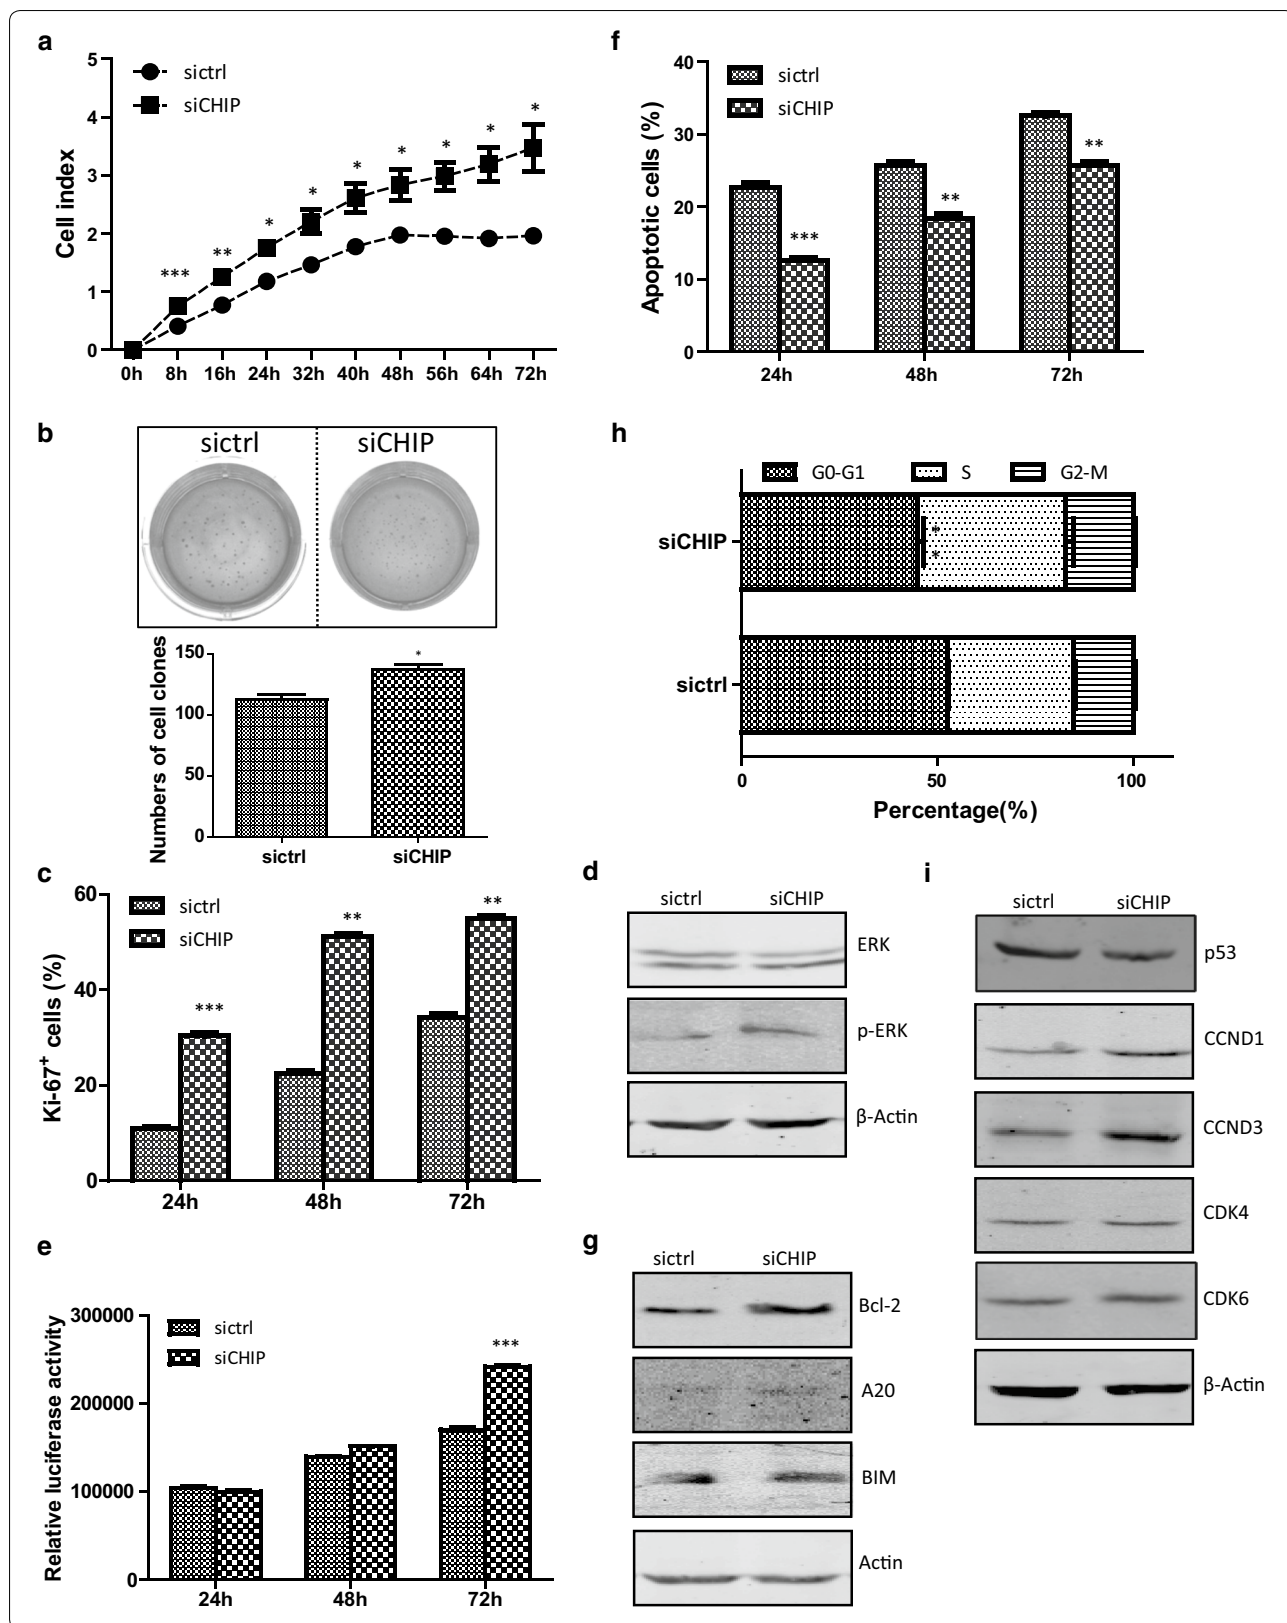 a
5
4
3
2
1
0
Cell index
sictrl
siCHIP
***
**
*
*
*
*
*
*
*
0h 8h 16h 24h 32h 40h 48h 56h 64h 72h
f
40
30
20
10
0
Apoptotic cells (%)
sictrl
siCHIP
***
**
**
24h 48h 72h
b
sictrl siCHIP
150
100
50
0
Numbers of cell clones
*
sictrl siCHIP
h
G0-G1 S G2-M
siCHIP
*
*
sictrl
0 50 100
Percentage(%)
c
60
40
20
0
Ki-67+ cells (%)
sictrl
siCHIP
***
**
**
24h 48h 72h
d
sictrl siCHIP
ERK
p-ERK
β-Actin
i
sictrl siCHIP
p53
CCND1
CCND3
CDK4
CDK6
β-Actin
e
300000
200000
100000
0
Relative luciferase activity
sictrl
siCHIP
***
24h 48h 72h
g
sictrl siCHIP
Bcl-2
A20
BIM
Actin